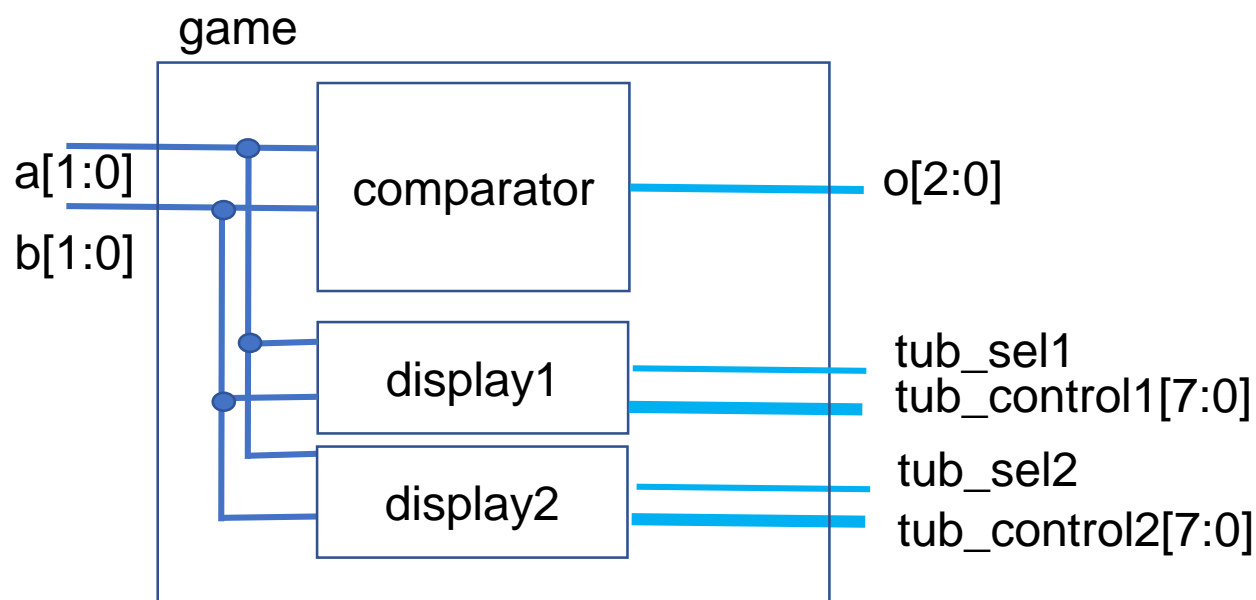 game
a[1:0]
b[1:0]
comparator
o[2:0]
display1
tub_sel1
tub_control1[7:0]
display2
tub_sel2
tub_control2[7:0]